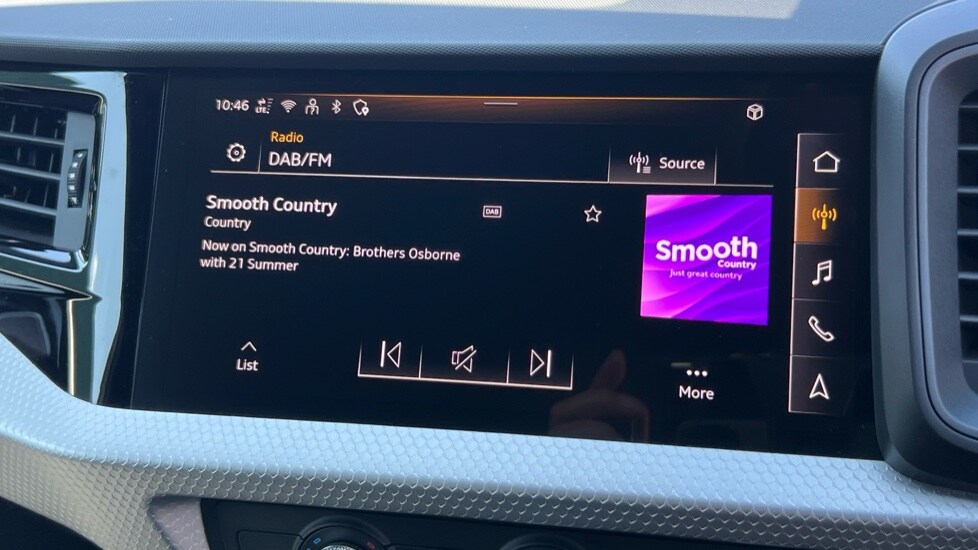 10:46 LTE
Radio
DAB/FM
Source
Smooth Country
DAB
Country
Now on Smooth Country: Brothers Osborne
with 21 Summer
Smooth
Country
Just great country
List
More